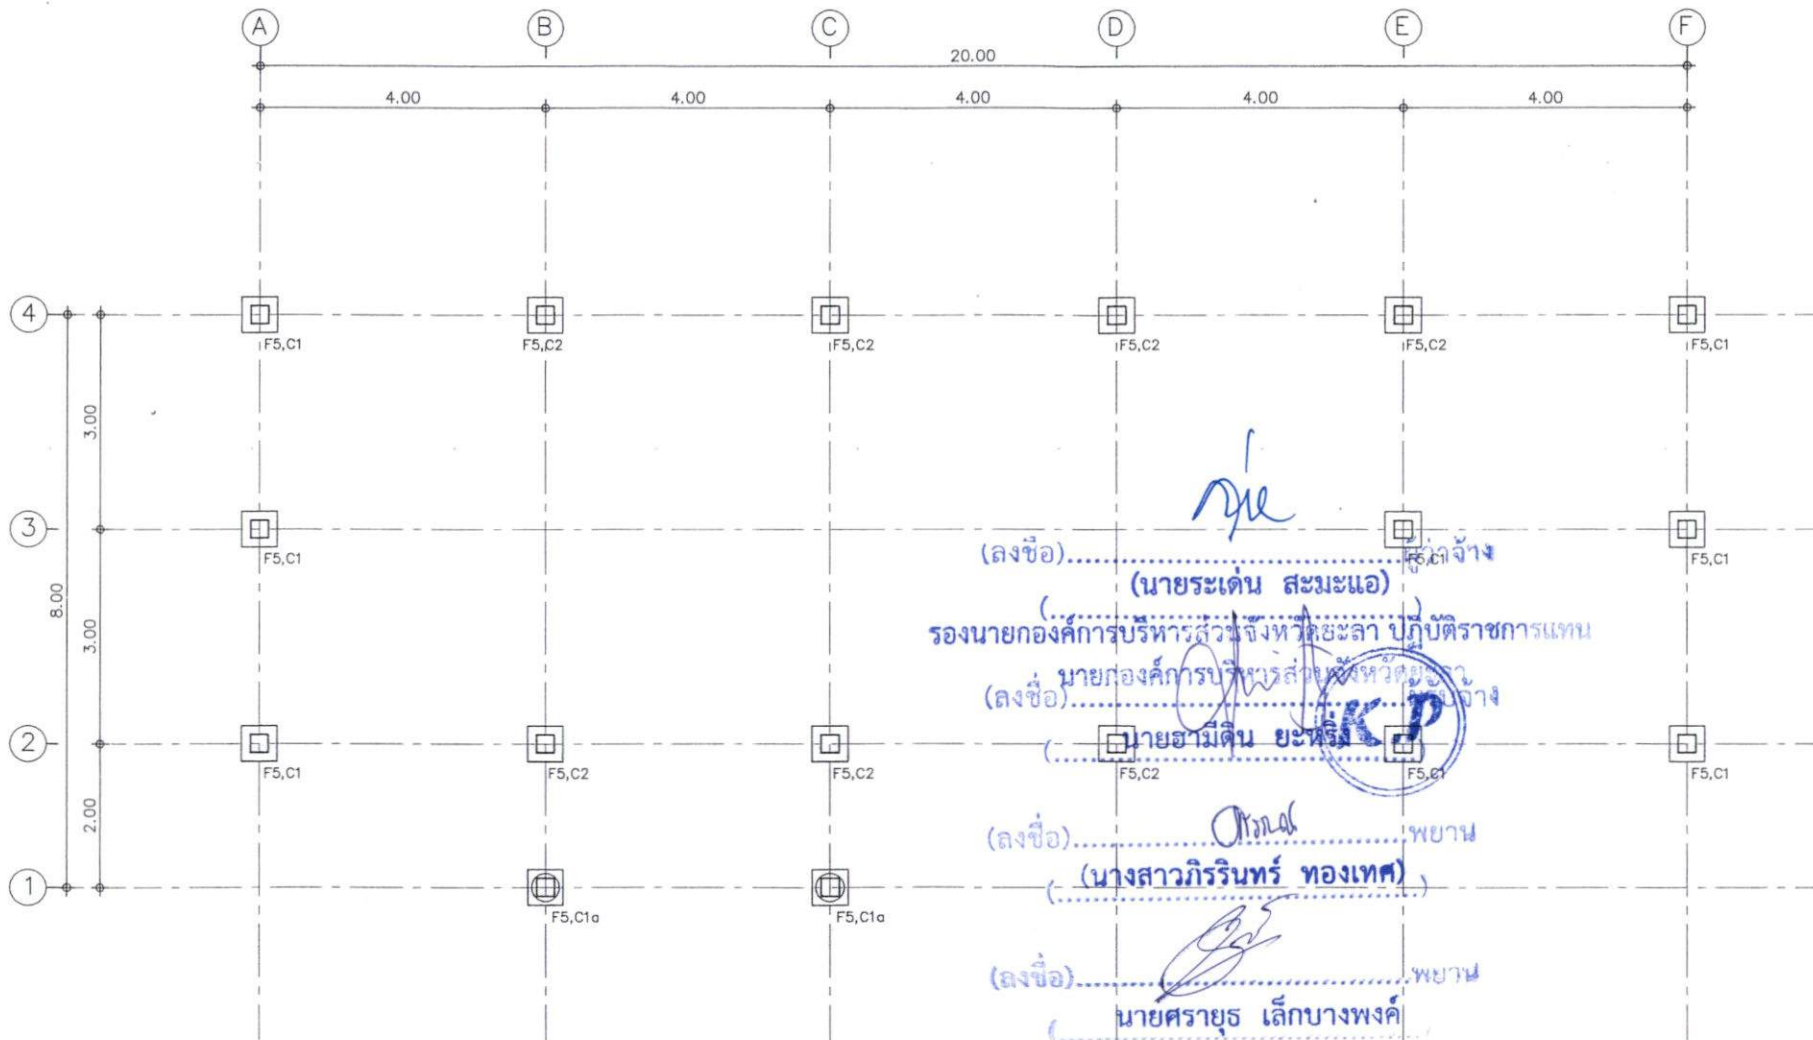 A B C D E F
20.00
4.00 4.00 4.00 4.00 4.00
4
F5,C1 F5,C2 F5,C2 F5,C2 F5,C2 F5,C1
3.00
3
F5,C1 F5,C1 F5,C1
(ลงชื่อ) ผู้ว่าจ้าง
(นายระเด่น สะมะแอ)
8.00
3.00
รองนายกองค์การบริหารส่วนจังหวัดยะลา ปฏิบัติราชการแทน
นายกองค์การบริหารส่วนจังหวัดยะลา
(ลงชื่อ) ผู้รับจ้าง
K.P
2
นายฮามีดิน ยะหริ่ง
F5,C1 F5,C2 F5,C2 F5,C2 F5,C1 F5,C1
2.00
(ลงชื่อ) พยาน
(นางสาวภิรรินทร์ ทองเทศ)
1
F5,C1a F5,C1a
(ลงชื่อ) พยาน
นายศรายุธ เล็กบางพงค์